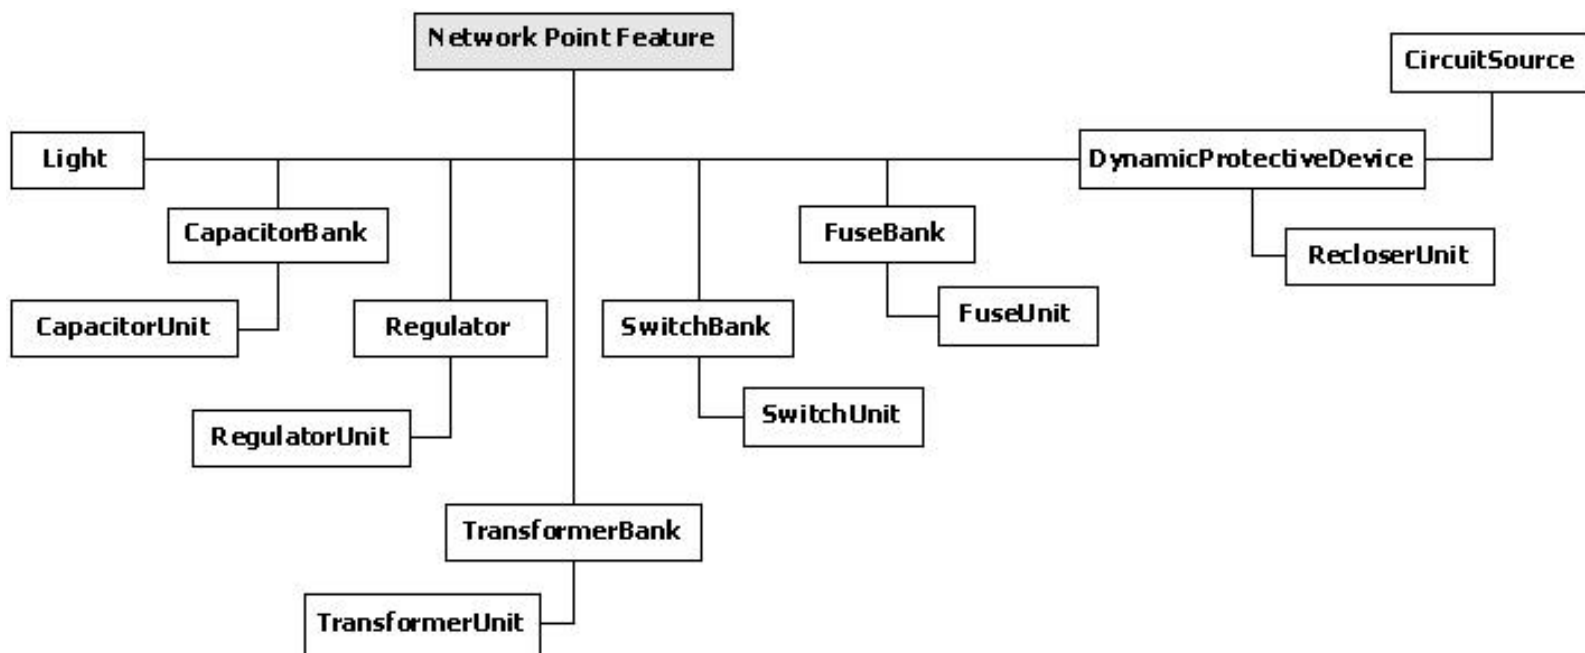 Network Point Feature
CircuitSource
Light
DynamicProtectiveDevice
CapacitorBank
FuseBank
RecloserUnit
CapacitorUnit
Regulator
SwitchBank
FuseUnit
RegulatorUnit
SwitchUnit
TransformerBank
TransformerUnit